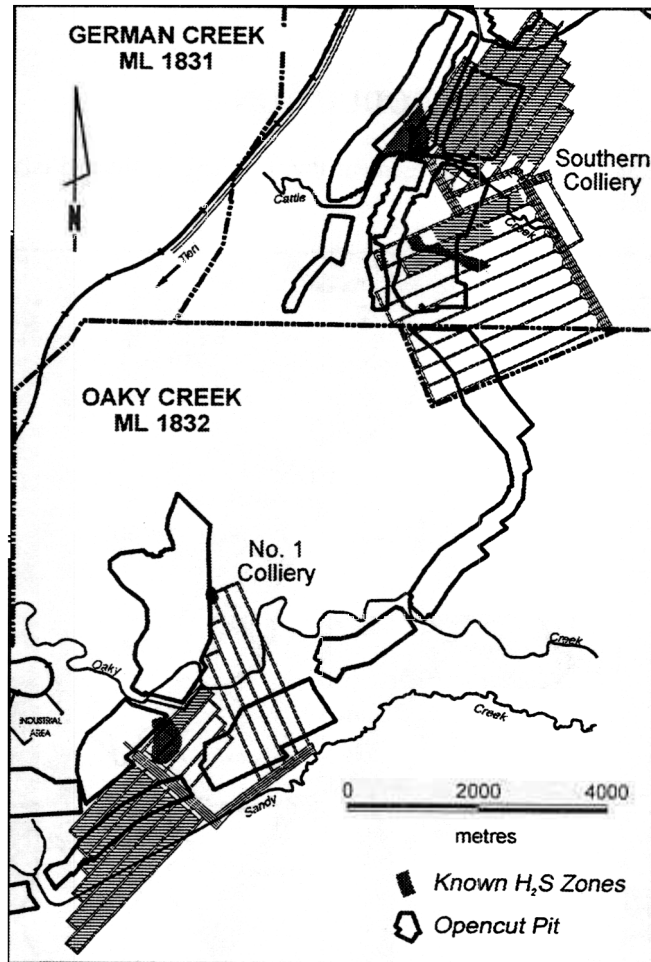 GERMAN CREEK
ML 1831
Southern
Colliery
Cattle
Creek
N
Tieri
OAKY CREEK
ML 1832
No. 1
Colliery
Oaky
Creek
INDUSTRIAL
AREA
Creek
Sandy
0 2000 4000
metres
Known H₂S Zones
Opencut Pit